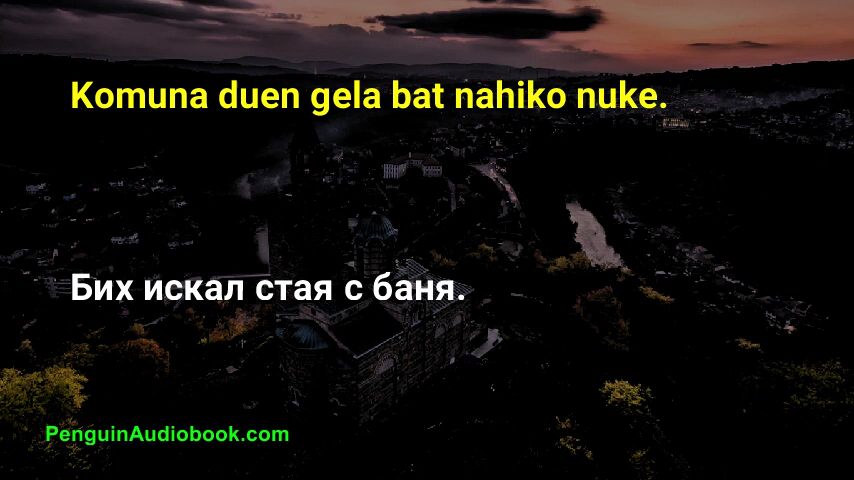 Komuna duen gela bat nahiko nuke.
Бих искал стая с баня.
PenguinAudiobook.com